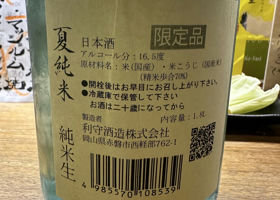 夏純米 純米生
日本酒
限定品
アルコール分：16.5度
原材料名：米(国産)・米こうじ(国産米)
(精米歩合70%)
●開栓後はお早目にお召し上がり下さい。
●冷蔵庫で保管して下さい
お酒は二十歳になってから
製造者
利守酒造株式会社
岡山県赤磐市西軽部762-1
1.8L
4 985570 108539